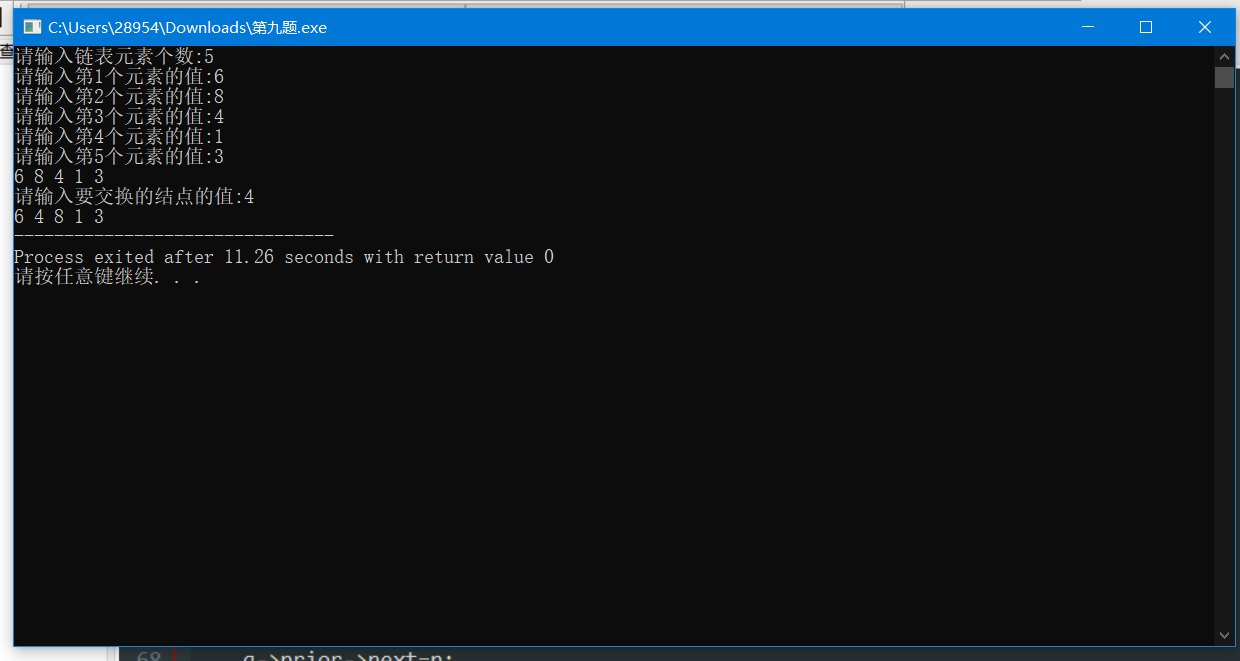 C:\Users\28954\Downloads\第九题.exe
查
请输入链表元素个数:5
请输入第1个元素的值:6
请输入第2个元素的值:8
请输入第3个元素的值:4
请输入第4个元素的值:1
请输入第5个元素的值:3
6 8 4 1 3
请输入要交换的结点的值:4
6 4 8 1 3
--------------------------------
Process exited after 11.26 seconds with return value 0
请按任意键继续. . .
68 q->prior->next=p;